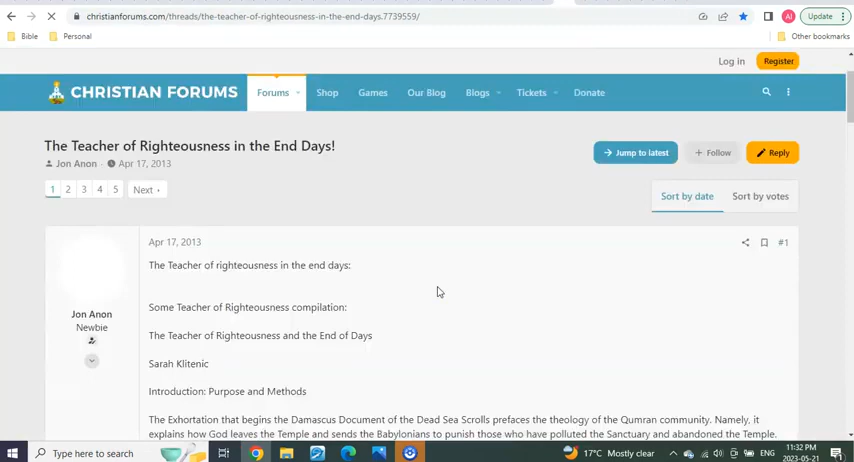 christianforums.com/threads/the-teacher-of-righteousness-in-the-end-days.7739559/
AI
Update
Bible
Personal
Other bookmarks
Log in
Register
CHRISTIAN FORUMS
Forums
Shop
Games
Our Blog
Blogs
Tickets
Donate
The Teacher of Righteousness in the End Days!
Jon Anon · Apr 17, 2013
Jump to latest
+ Follow
Reply
1 2 3 4 5 Next
Sort by date
Sort by votes
Apr 17, 2013
#1
The Teacher of righteousness in the end days:
Jon Anon
Newbie
Some Teacher of Righteousness compilation:
The Teacher of Righteousness and the End of Days
Sarah Klitenic
Introduction: Purpose and Methods
The Exhortation that begins the Damascus Document of the Dead Sea Scrolls prefaces the theology of the Qumran community. Namely, it
explains how God leaves the Temple and sends the Babylonians to punish those who have polluted the Sanctuary and abandoned the Temple.
Type here to search
17°C Mostly clear
ENG
11:32 PM
2023-05-21